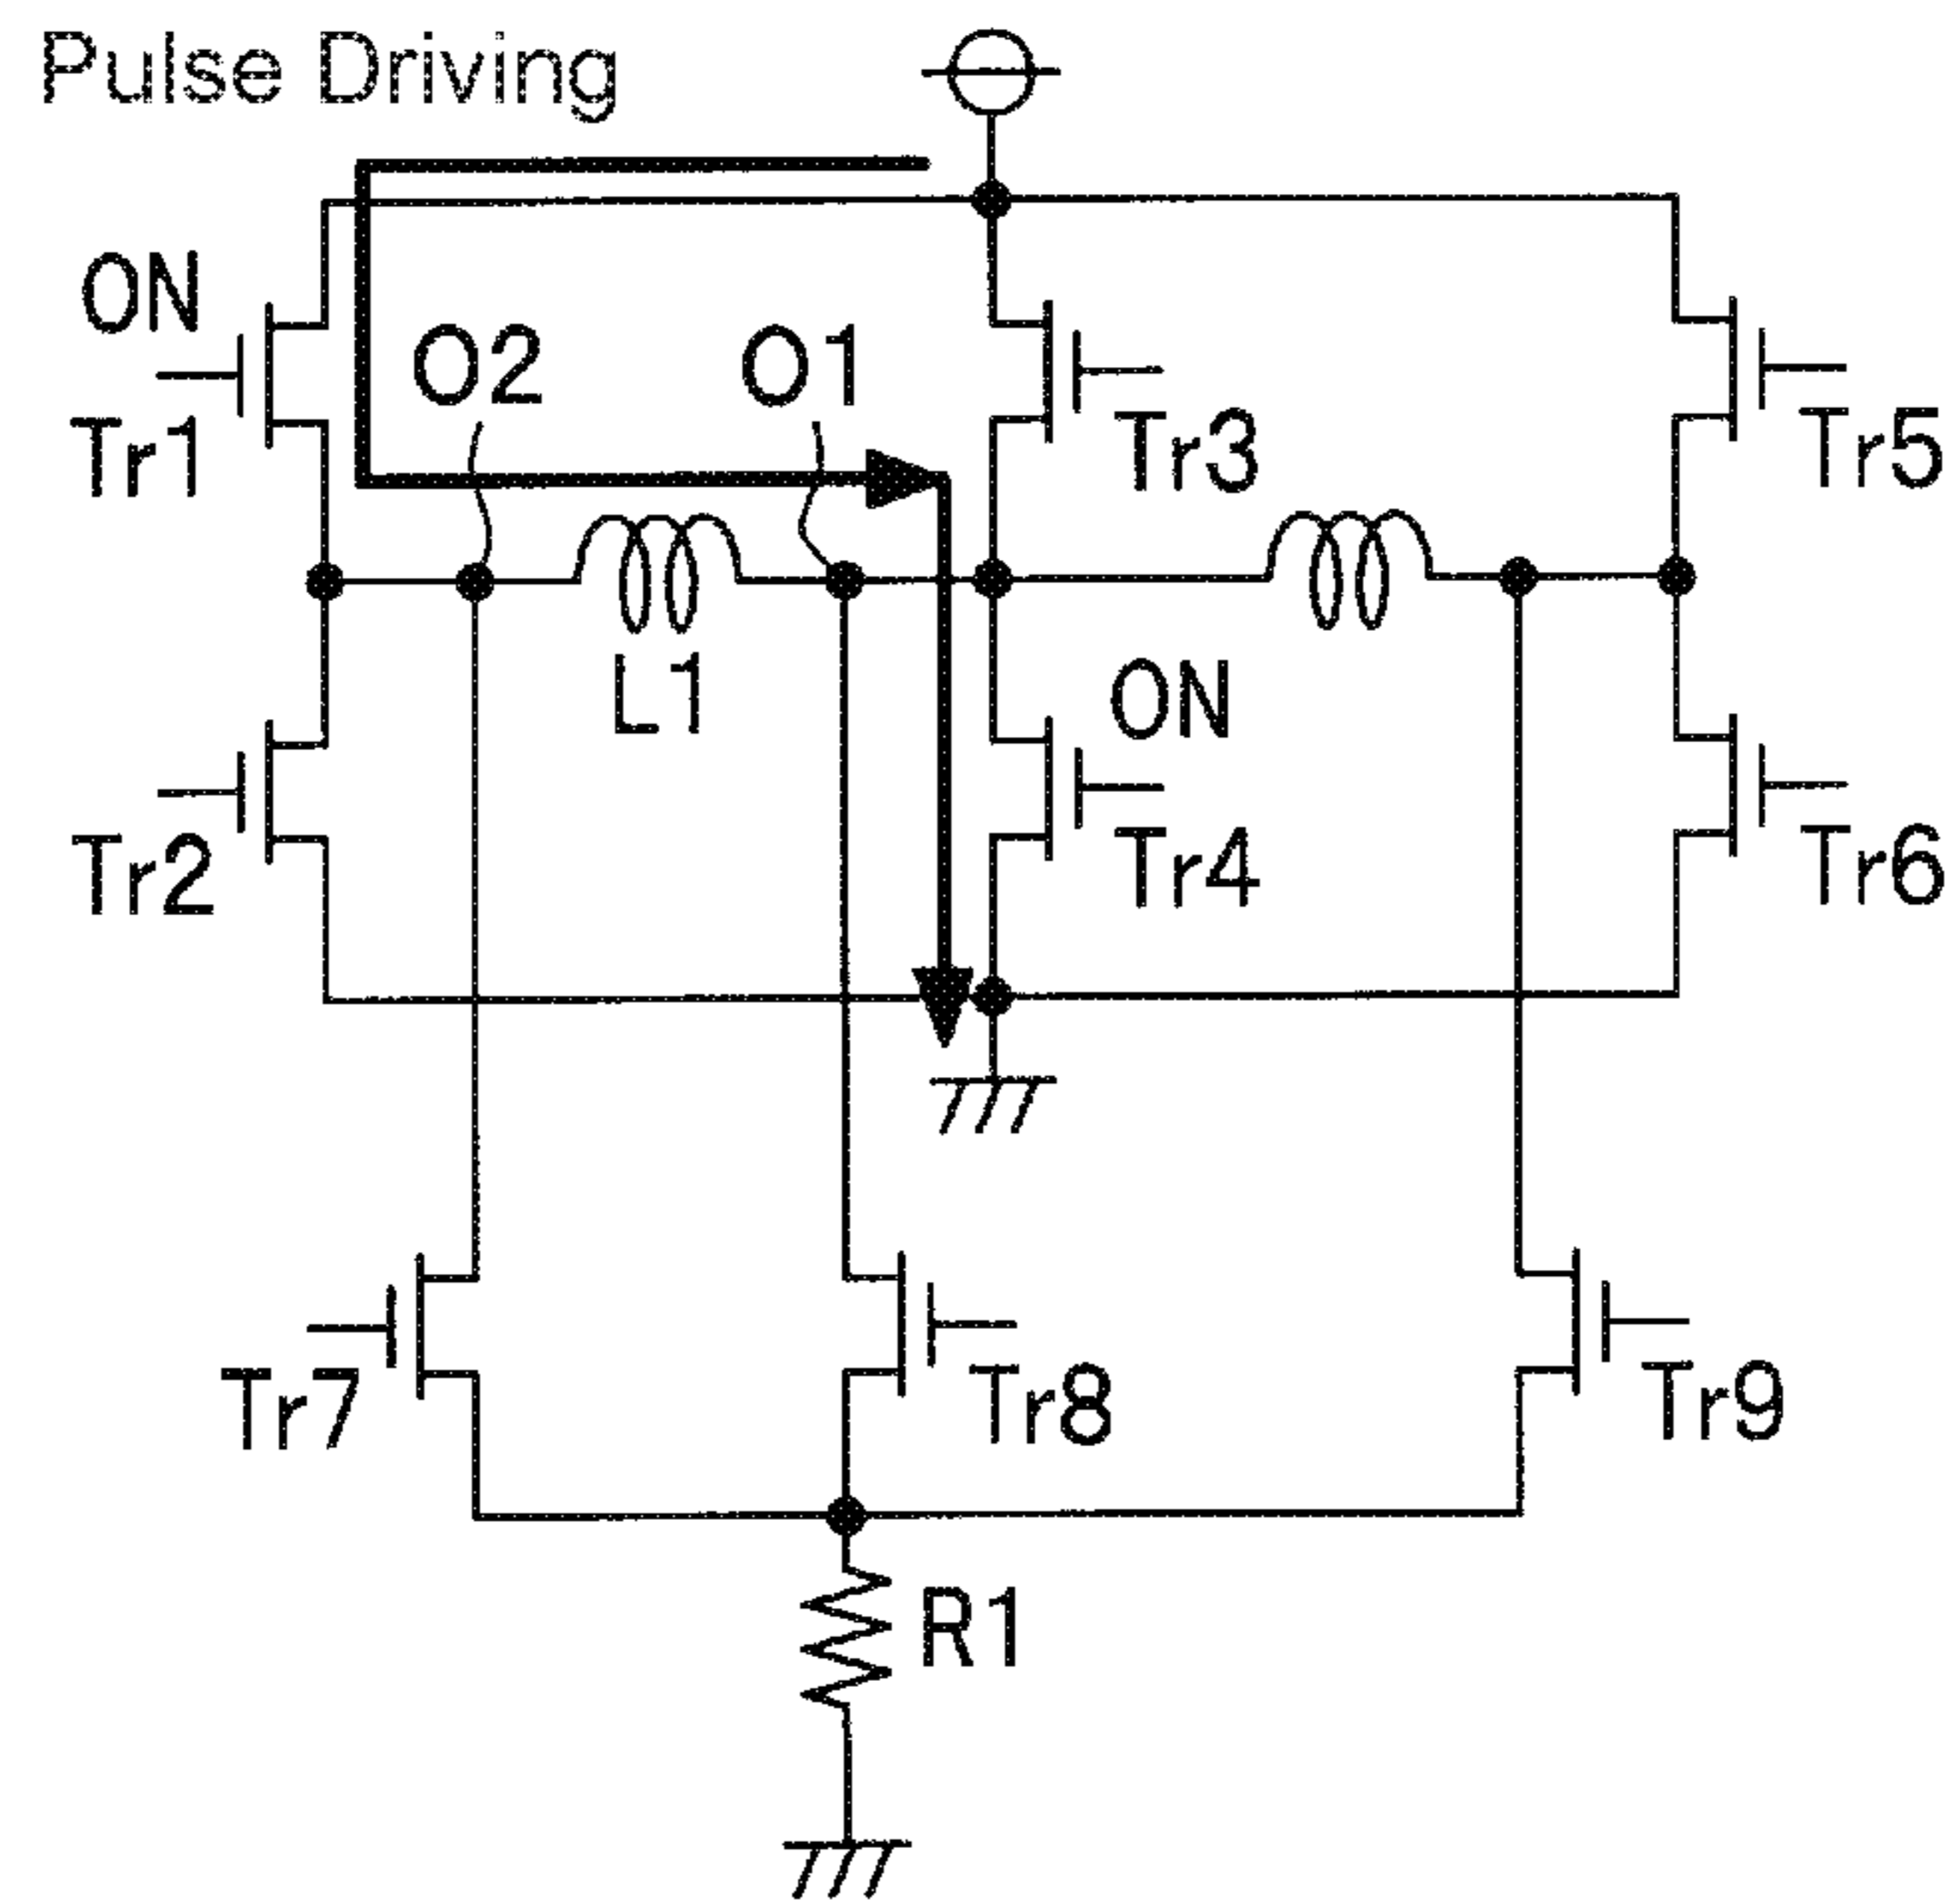 Pulse Driving
ON
Tr1
O2
O1
Tr3
Tr5
L1
ON
Tr2
Tr4
Tr6
Tr7
Tr8
Tr9
R1